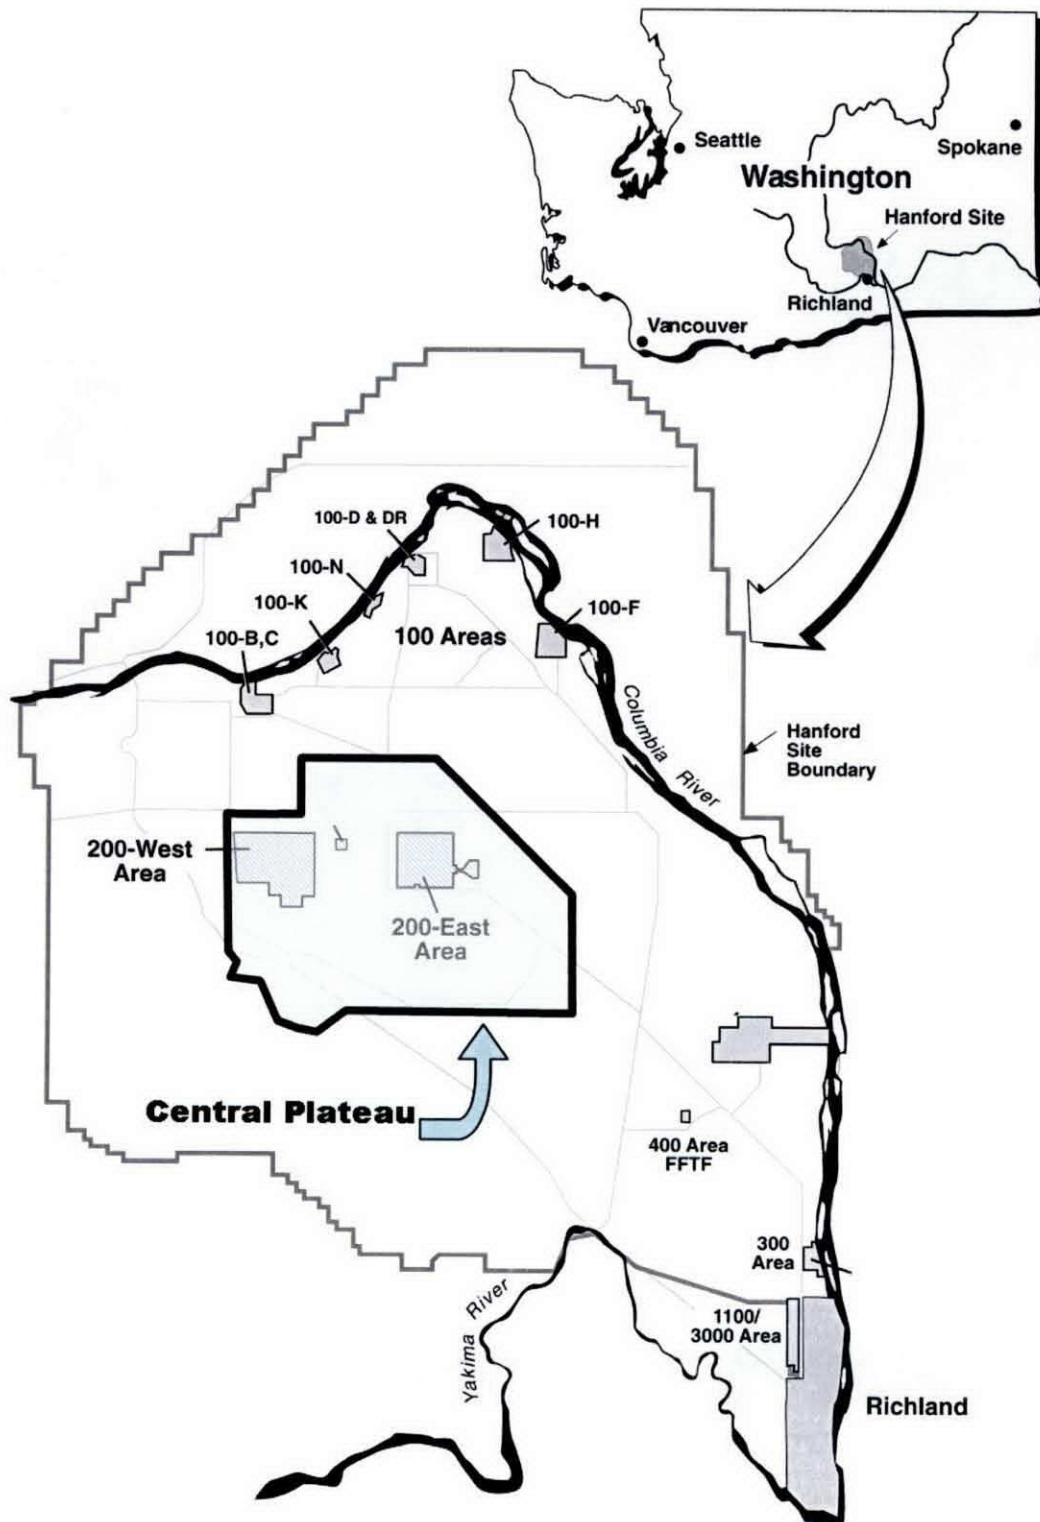 Seattle
Spokane
Washington
Hanford Site
Richland
Vancouver
100-D & DR
100-H
100-N
100-K
100-F
100-B,C
100 Areas
Columbia River
Hanford
Site
Boundary
200-West
Area
200-East
Area
Central Plateau
400 Area
FFTF
300
Area
Yakima River
1100/
3000 Area
Richland